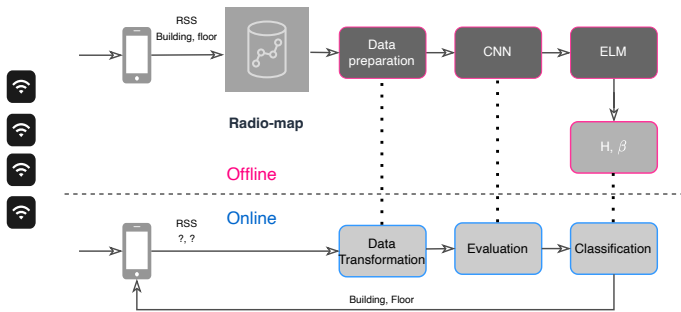 RSS
Building, floor
Data
preparation
CNN
ELM
Radio-map
H, β
Offline
Online
RSS
?, ?
Data
Transformation
Evaluation
Classification
Building, Floor